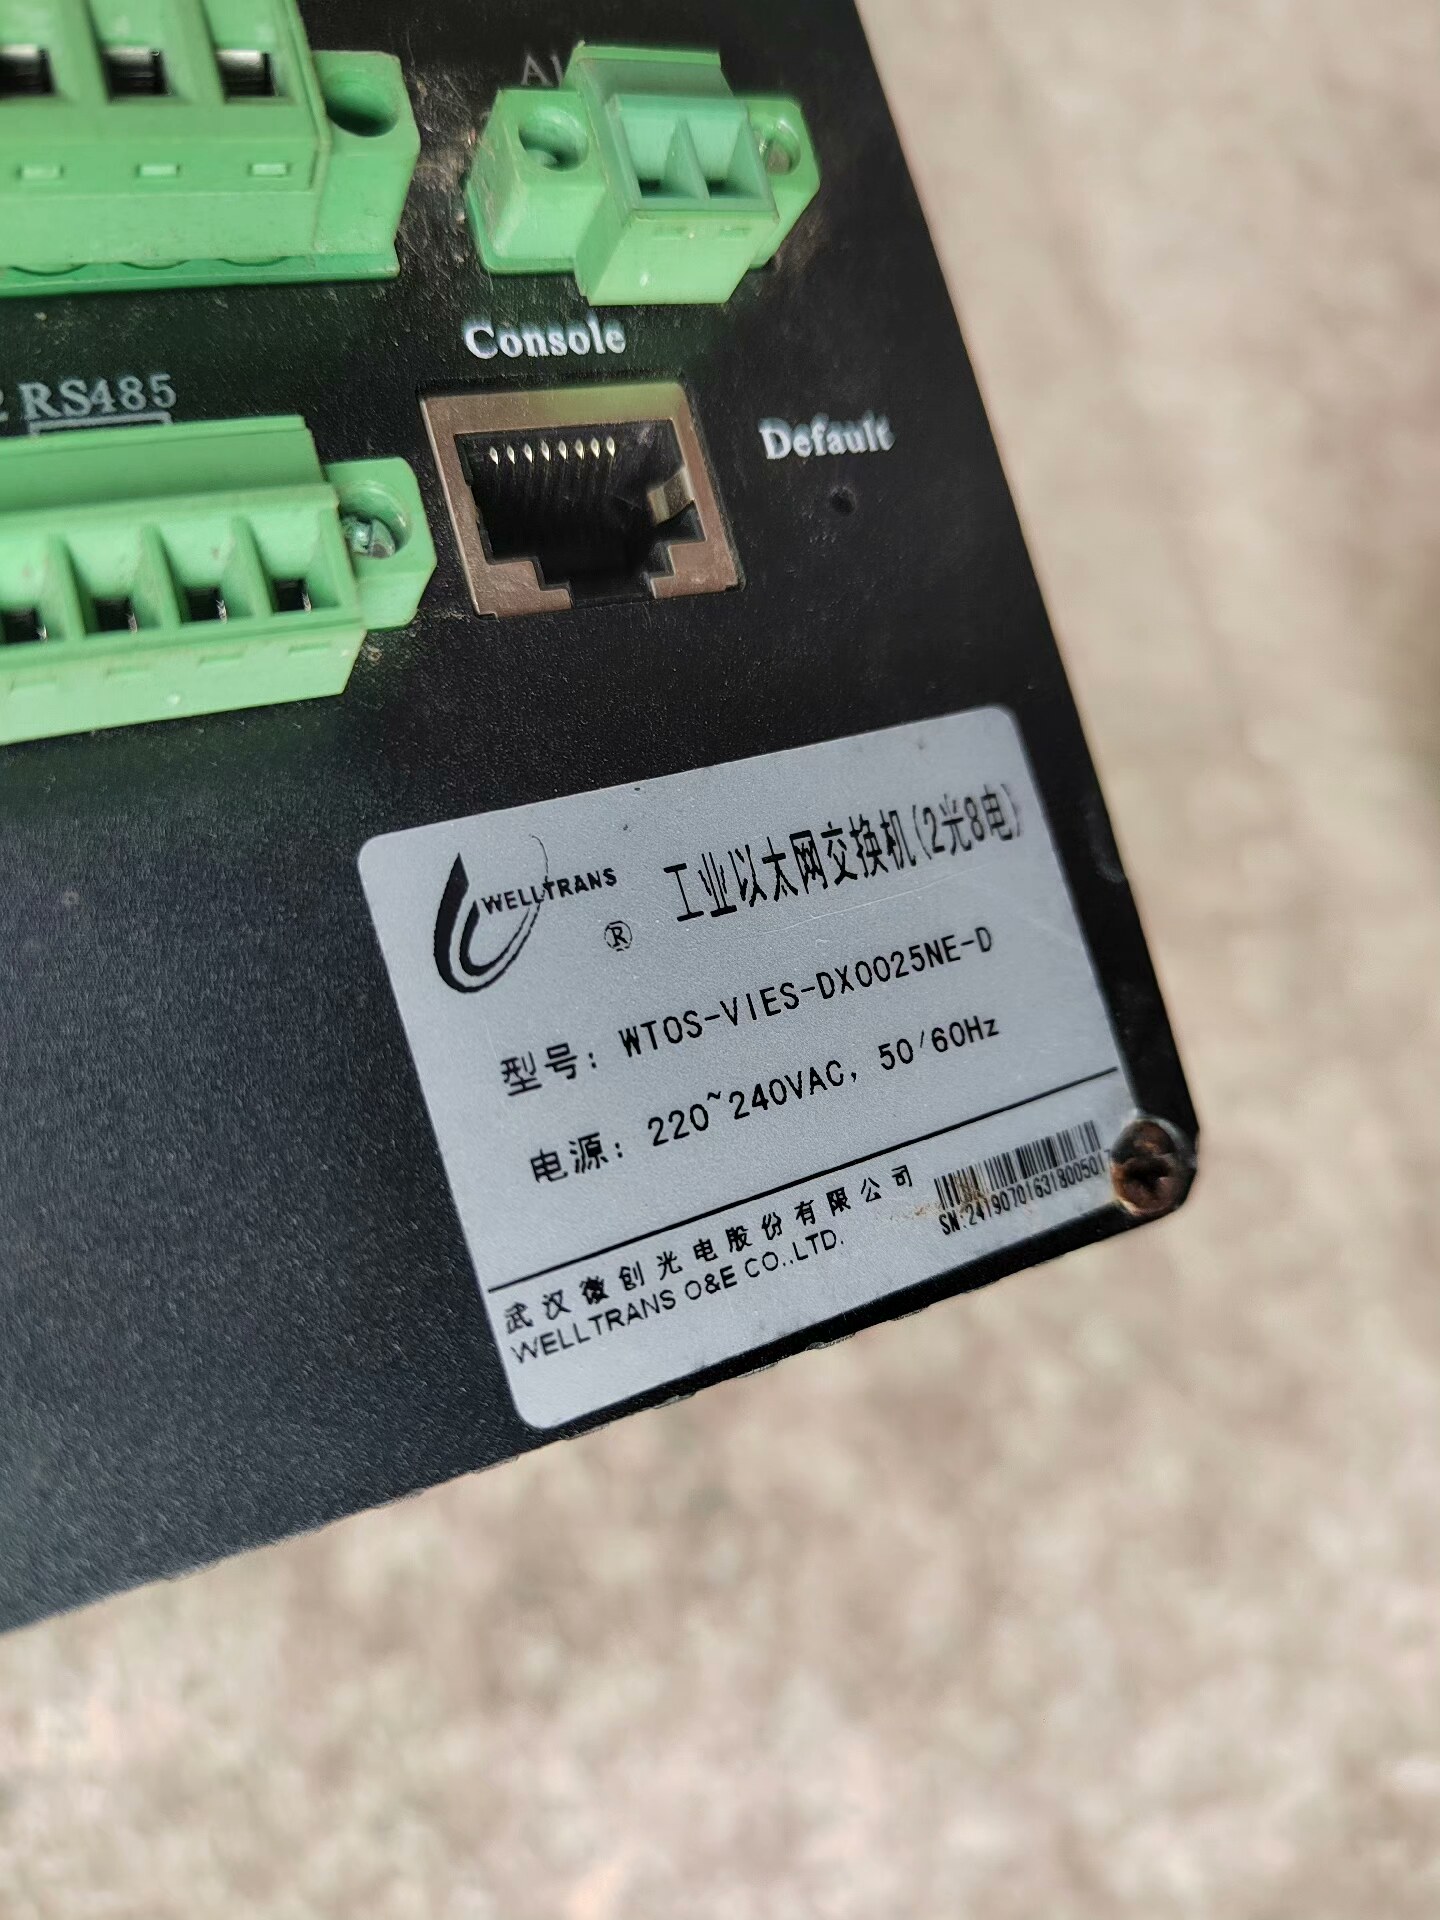 Console
RS485
Default
WELLTRANS ®
工业以太网交换机(2光8电)
型号: WTOS-VIES-DX0025NE-D
电源: 220~240VAC, 50/60Hz
武汉微创光电股份有限公司
WELLTRANS O&E CO.,LTD.
SN: